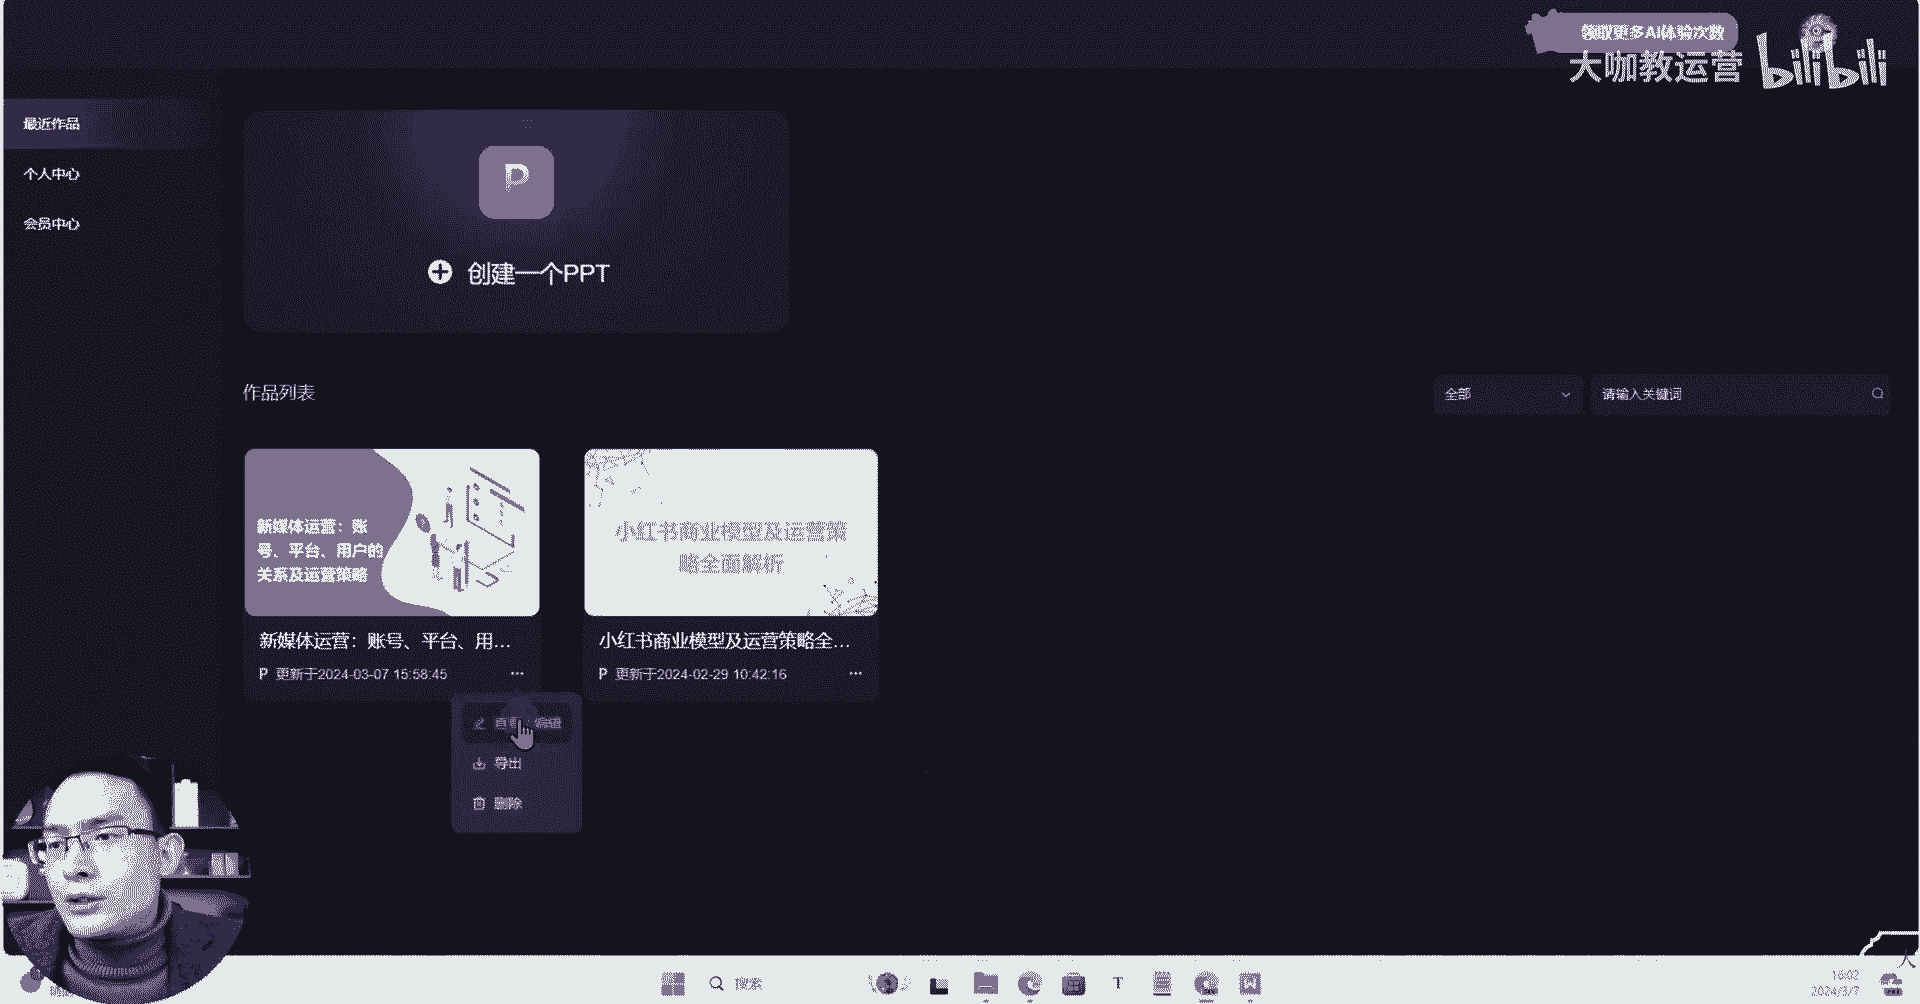 领取更多AI体验次数
大咖教运营 bilibili
最近作品
个人中心
会员中心
P
创建一个PPT
作品列表
全部
请输入关键词
新媒体运营：账
号、平台、用户的
关系及运营策略
小红书商业模型及运营策
略全面解析
新媒体运营：账号、平台、用...
P 更新于2024-03-07 15:58:45
小红书商业模型及运营策略全...
P 更新于2024-02-29 10:42:16
编辑
导出
删除
搜索
T
16:02
2024/3/7